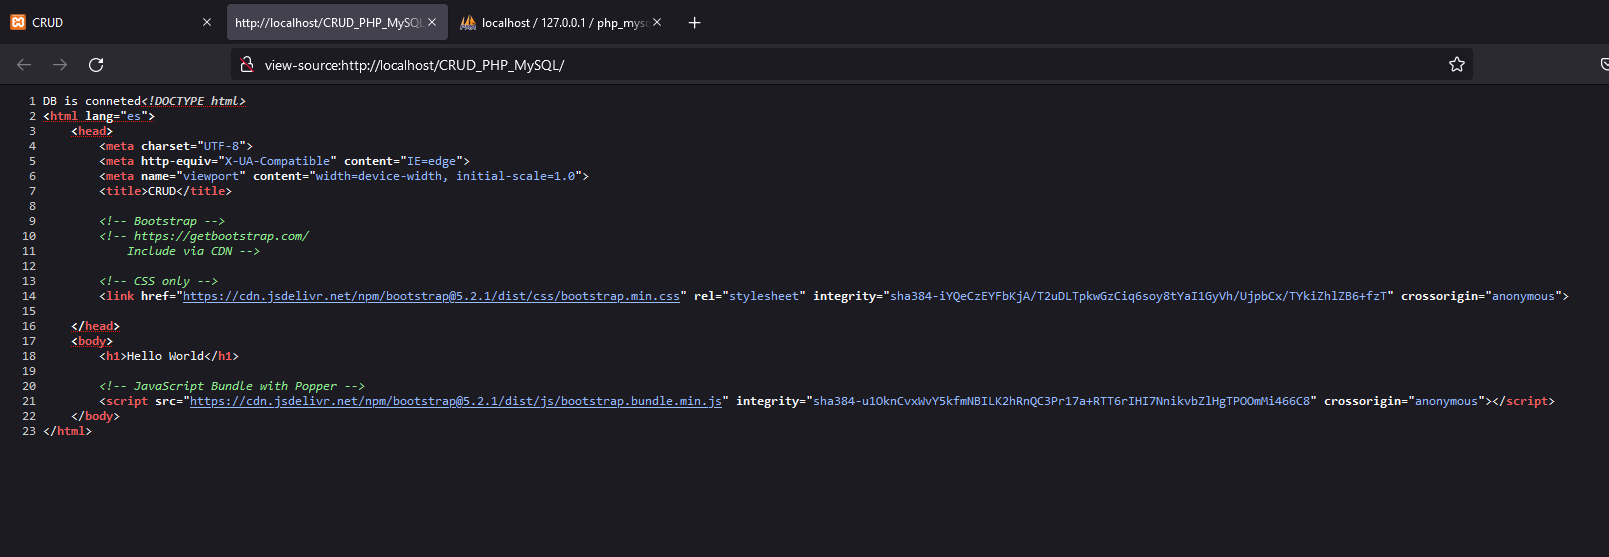 CRUD
http://localhost/CRUD_PHP_MySQL
localhost / 127.0.0.1 / php_mysc
view-source:http://localhost/CRUD_PHP_MySQL/
1 DB is conneted<!DOCTYPE html>
2 <html lang="es">
3 <head>
4 <meta charset="UTF-8">
5 <meta http-equiv="X-UA-Compatible" content="IE=edge">
6 <meta name="viewport" content="width=device-width, initial-scale=1.0">
7 <title>CRUD</title>
8
9 <!-- Bootstrap -->
10 <!-- https://getbootstrap.com/
11 Include via CDN -->
12
13 <!-- CSS only -->
14 <link href="https://cdn.jsdelivr.net/npm/bootstrap@5.2.1/dist/css/bootstrap.min.css" rel="stylesheet" integrity="sha384-iYQeCzEYFbKjA/T2uDLTpkwGzCiq6soy8tYaI1GyVh/UjpbCx/TYkiZhlZB6+fzT" crossorigin="anonymous">
15
16 </head>
17 <body>
18 <h1>Hello World</h1>
19
20 <!-- JavaScript Bundle with Popper -->
21 <script src="https://cdn.jsdelivr.net/npm/bootstrap@5.2.1/dist/js/bootstrap.bundle.min.js" integrity="sha384-u1OknCvxWvY5kfmNBILK2hRnQC3Pr17a+RTT6rIHI7NnikvbZlHgTPOOmMi466C8" crossorigin="anonymous"></script>
22 </body>
23 </html>